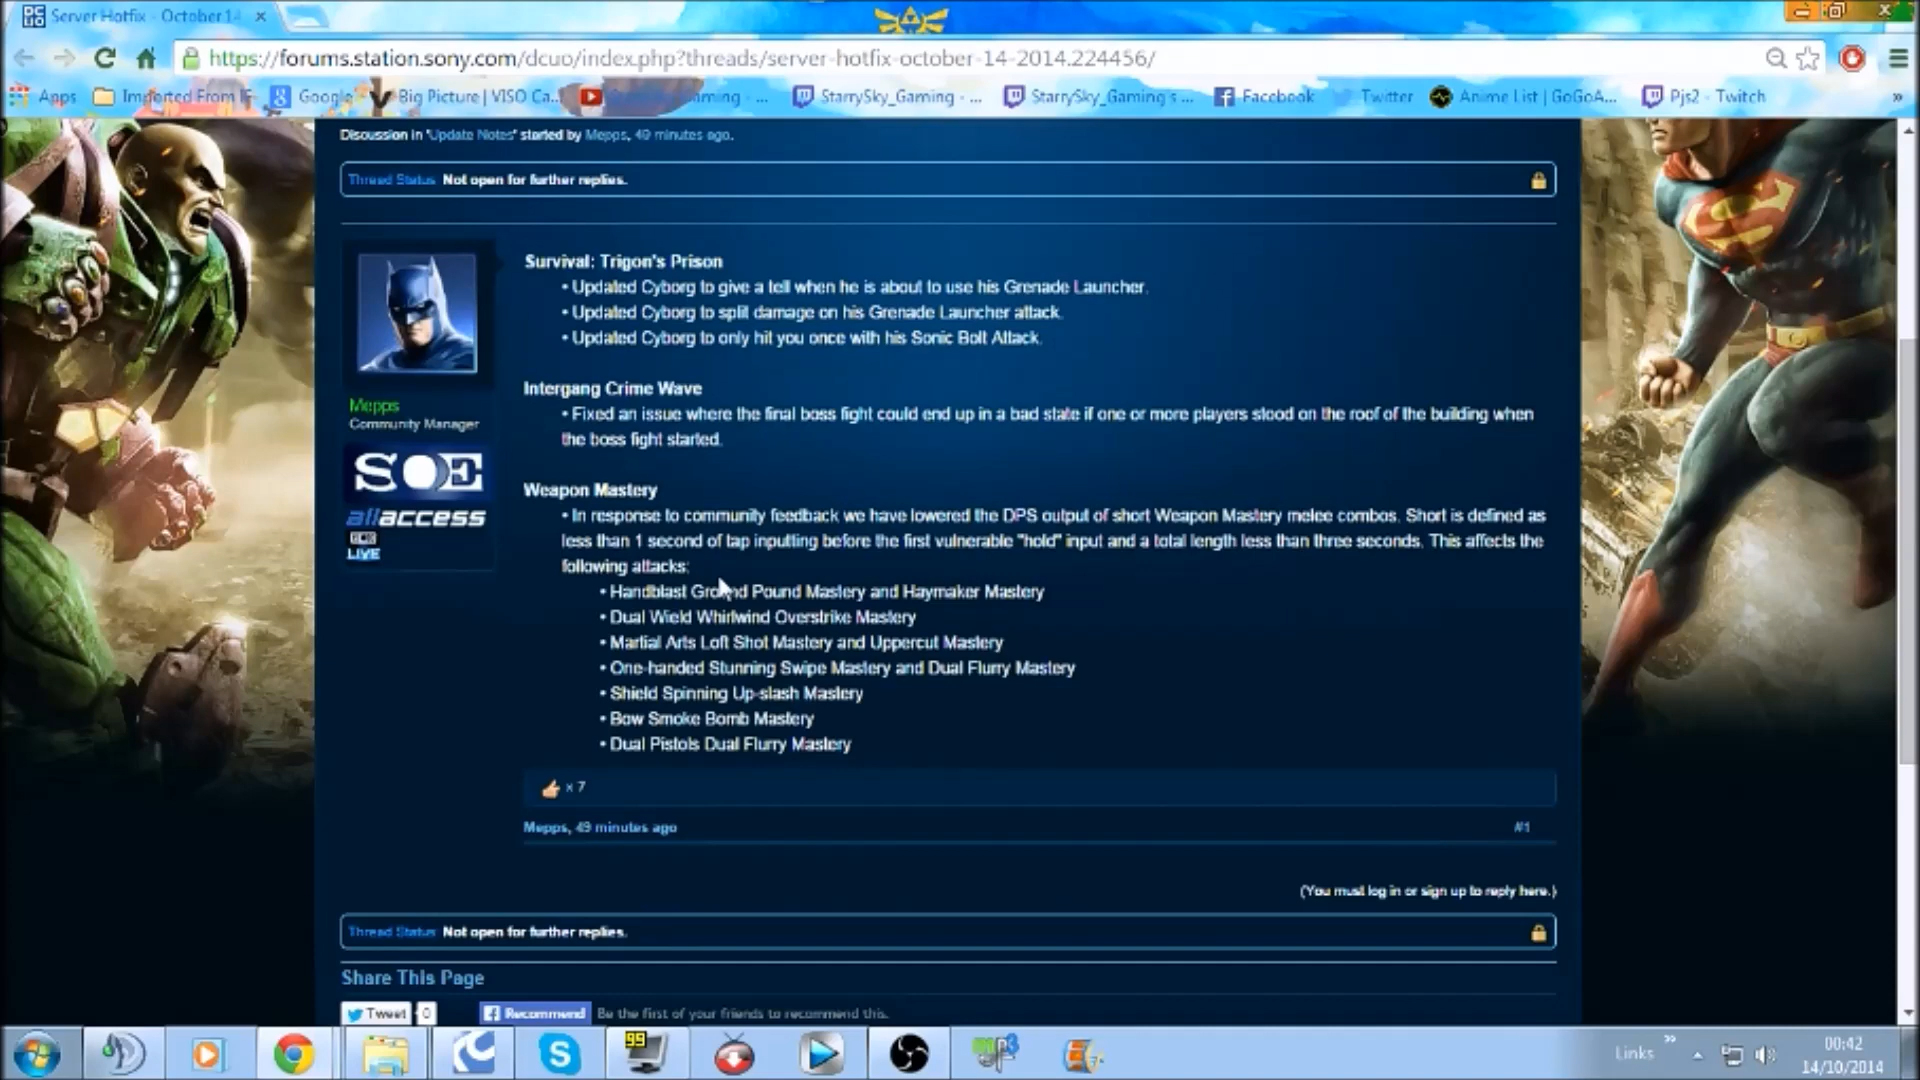 Server Hotfix - October 14
https://forums.station.sony.com/dcuo/index.php?threads/server-hotfix-october-14-2014.224456/
Apps
Imported From IE
Google
Big Picture | VISO Ca...
StarrySky_Gaming - ...
StarrySky_Gaming's ...
Facebook
Twitter
Anime List | GoGoA...
Pjs2 - Twitch
»
Discussion in 'Update Notes' started by Mepps, 49 minutes ago.
Thread Status: Not open for further replies.
Mepps
Community Manager
SOE
allaccess
LIVE
Survival: Trigon's Prison
• Updated Cyborg to give a tell when he is about to use his Grenade Launcher.
• Updated Cyborg to split damage on his Grenade Launcher attack.
• Updated Cyborg to only hit you once with his Sonic Bolt Attack.
Intergang Crime Wave
• Fixed an issue where the final boss fight could end up in a bad state if one or more players stood on the roof of the building when
the boss fight started.
Weapon Mastery
• In response to community feedback we have lowered the DPS output of short Weapon Mastery melee combos. Short is defined as
less than 1 second of tap inputting before the first vulnerable "hold" input and a total length less than three seconds. This affects the
following attacks:
• Handblast Ground Pound Mastery and Haymaker Mastery
• Dual Wield Whirlwind Overstrike Mastery
• Martial Arts Loft Shot Mastery and Uppercut Mastery
• One-handed Stunning Swipe Mastery and Dual Flurry Mastery
• Shield Spinning Up-slash Mastery
• Bow Smoke Bomb Mastery
• Dual Pistols Dual Flurry Mastery
× 7
Mepps, 49 minutes ago
#1
(You must log in or sign up to reply here.)
Thread Status: Not open for further replies.
Share This Page
Tweet 0
Recommend
Be the first of your friends to recommend this.
99
Links »
00:42
14/10/2014